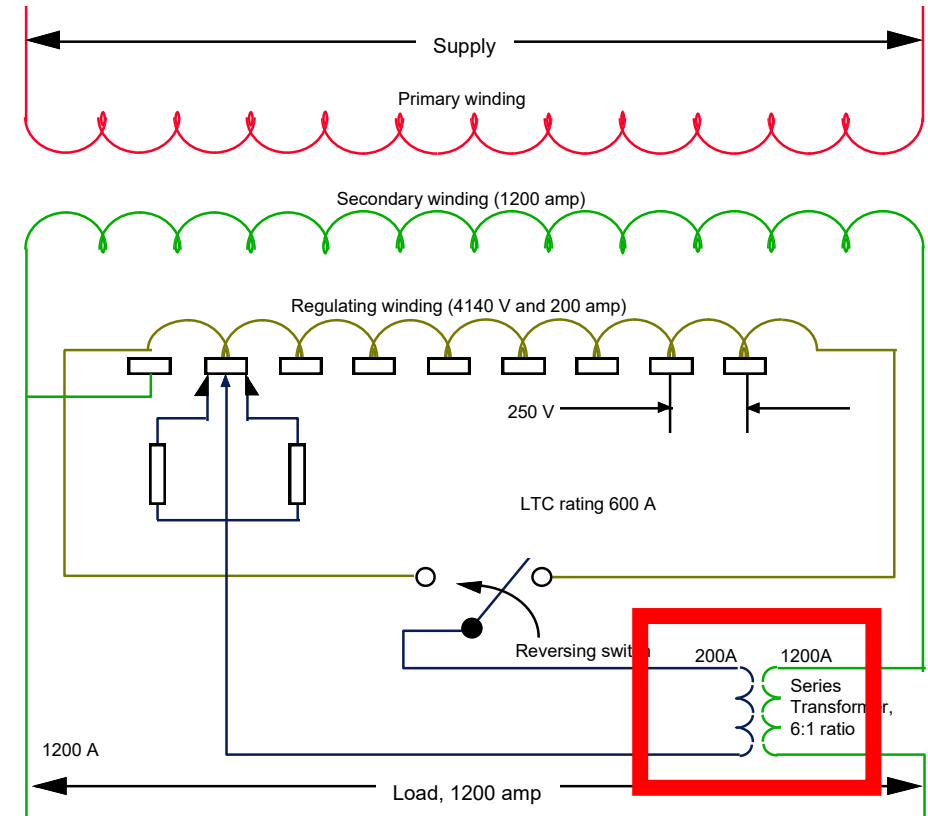 Supply
Primary winding
Secondary winding (1200 amp)
Regulating winding (4140 V and 200 amp)
250 V
LTC rating 600 A
Reversing switch
200A
1200A
Series
Transformer,
6:1 ratio
1200 A
Load, 1200 amp